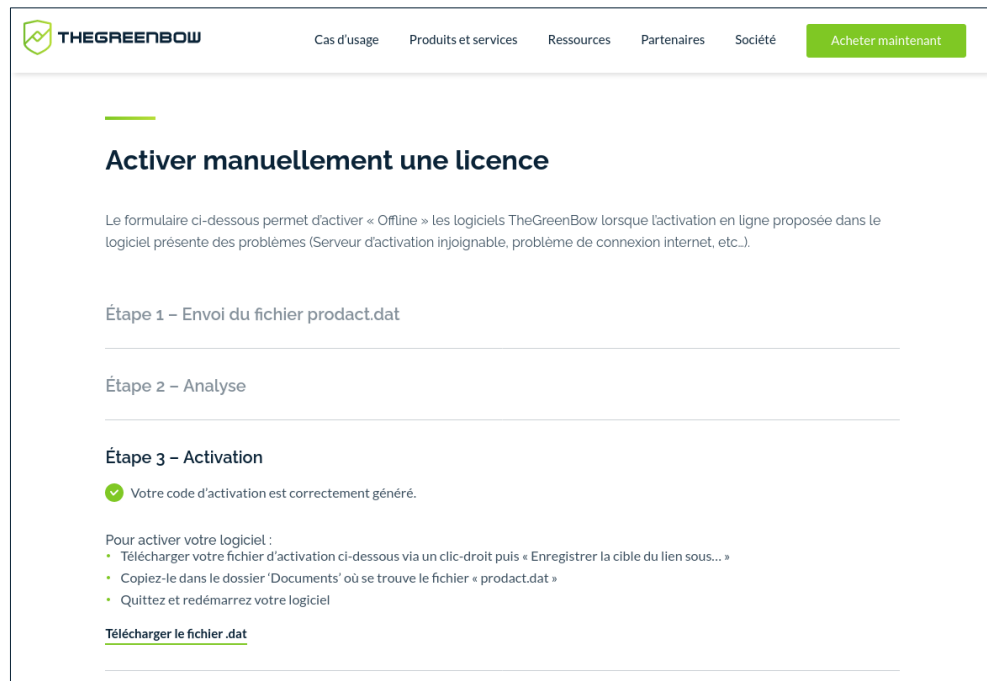 THEGREENBOW
Cas d’usage
Produits et services
Ressources
Partenaires
Société
Acheter maintenant
Activer manuellement une licence
Le formulaire ci-dessous permet d’activer « Offline » les logiciels TheGreenBow lorsque l’activation en ligne proposée dans le
logiciel présente des problèmes (Serveur d’activation injoignable, problème de connexion internet, etc…).
Étape 1 – Envoi du fichier prodact.dat
Étape 2 – Analyse
Étape 3 – Activation
Votre code d’activation est correctement généré.
Pour activer votre logiciel :
• Télécharger votre fichier d’activation ci-dessous via un clic-droit puis « Enregistrer la cible du lien sous… »
• Copiez-le dans le dossier ‘Documents’ où se trouve le fichier « prodact.dat »
• Quittez et redémarrez votre logiciel
Télécharger le fichier .dat